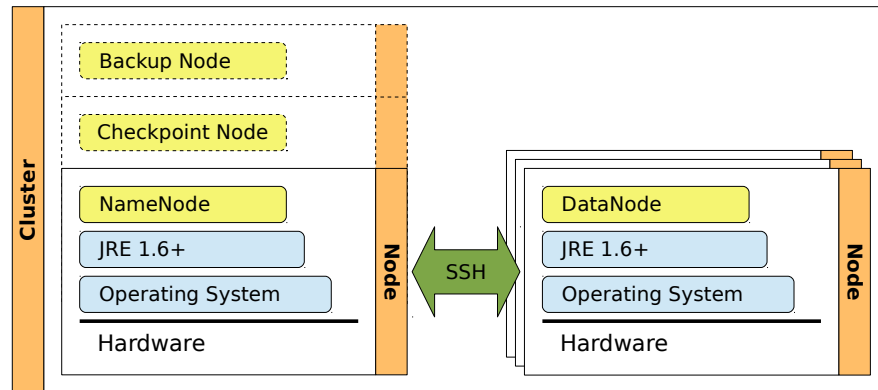 Cluster
Backup Node
Checkpoint Node
NameNode
JRE 1.6+
Operating System
Hardware
Node
SSH
DataNode
JRE 1.6+
Operating System
Hardware
Node